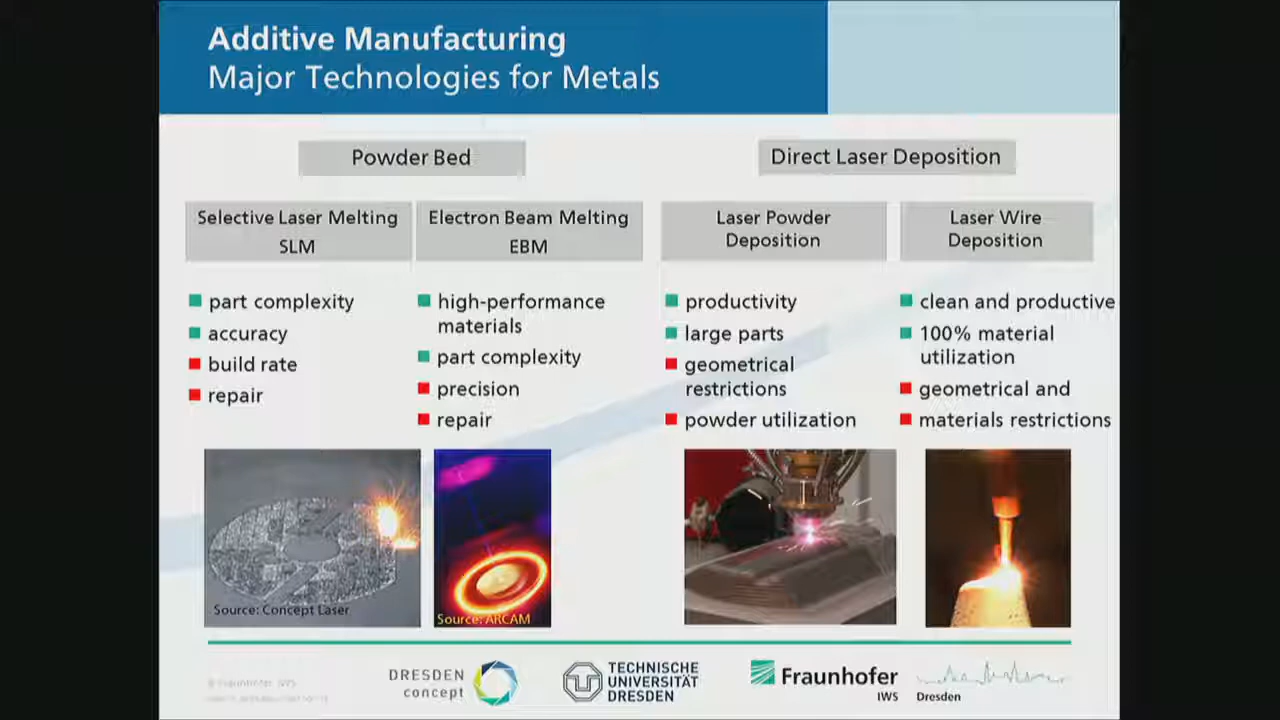 Additive Manufacturing
Major Technologies for Metals
Powder Bed
Direct Laser Deposition
Selective Laser Melting
SLM
Electron Beam Melting
EBM
Laser Powder
Deposition
Laser Wire
Deposition
part complexity
accuracy
build rate
repair
high-performance
materials
part complexity
precision
repair
productivity
large parts
geometrical
restrictions
powder utilization
clean and productive
100% material
utilization
geometrical and
materials restrictions
Source: Concept Laser
Source: ARCAM
© Fraunhofer IWS
DRESDEN
concept
TECHNISCHE
UNIVERSITÄT
DRESDEN
Fraunhofer
IWS
Dresden